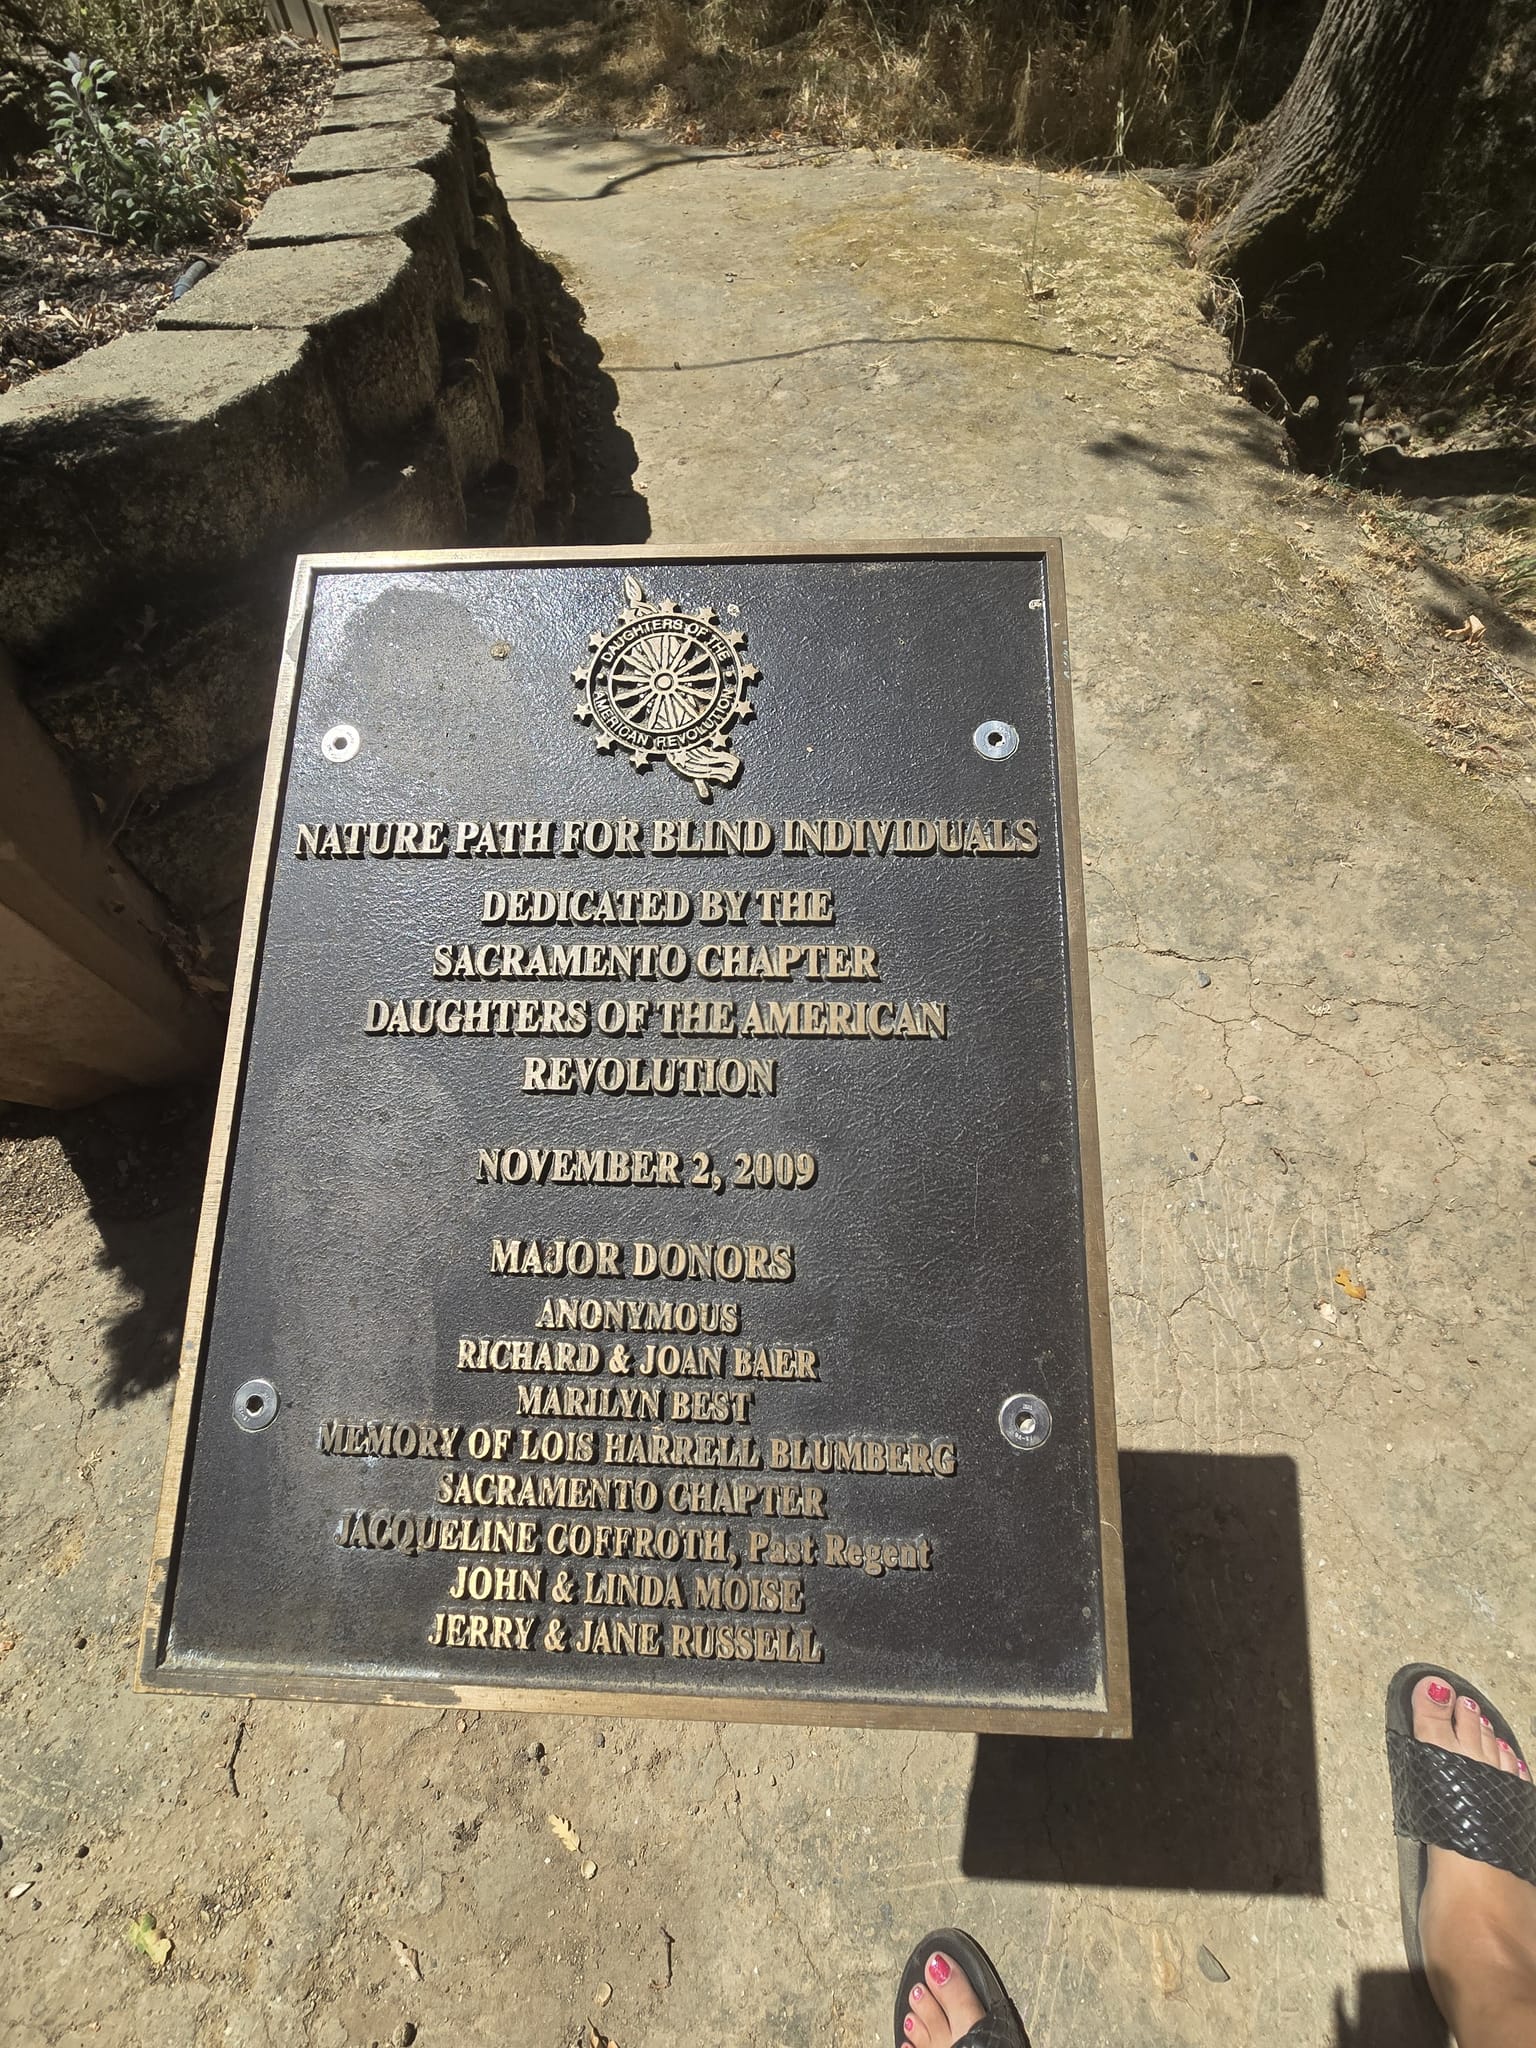 DAUGHTERS OF THE
AMERICAN REVOLUTION
NATURE PATH FOR BLIND INDIVIDUALS
DEDICATED BY THE
SACRAMENTO CHAPTER
DAUGHTERS OF THE AMERICAN
REVOLUTION
NOVEMBER 2, 2009
MAJOR DONORS
ANONYMOUS
RICHARD & JOAN BAER
MARILYN BEST
MEMORY OF LOIS HARRELL BLUMBERG
SACRAMENTO CHAPTER
JACQUELINE COFFROTH, Past Regent
JOHN & LINDA MOISE
JERRY & JANE RUSSELL